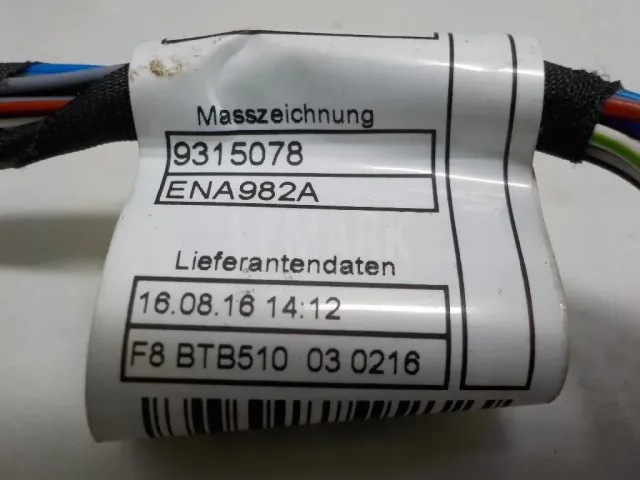 Masszeichnung
9315078
ENA982A
Lieferantendaten
16.08.16 14:12
F8 BTB510 03 0216